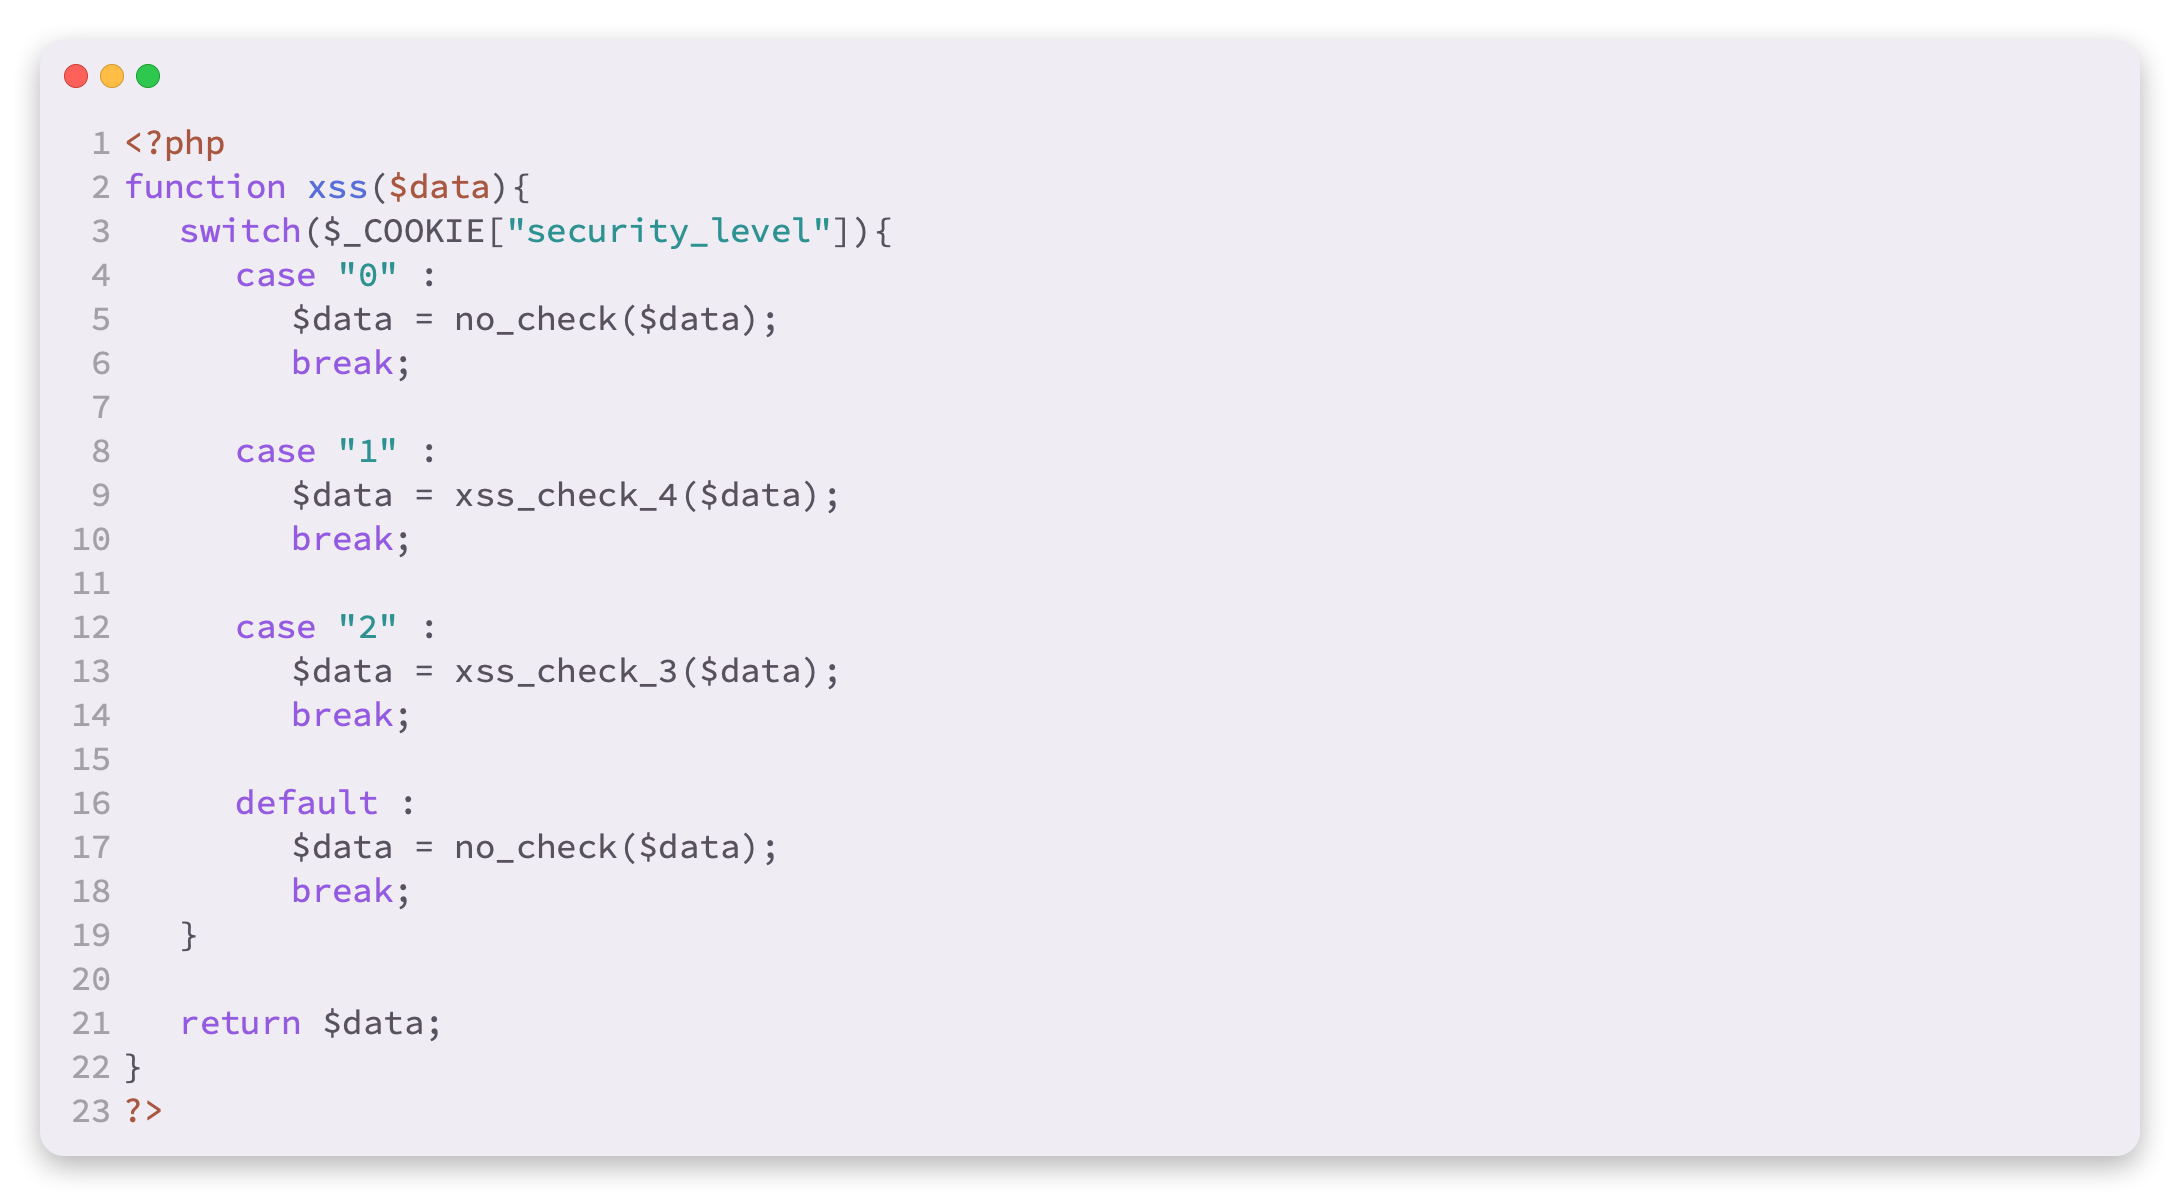 1 <?php
2 function xss($data){
3    switch($_COOKIE["security_level"]){
4       case "0" :
5          $data = no_check($data);
6          break;
7
8       case "1" :
9          $data = xss_check_4($data);
10          break;
11
12       case "2" :
13          $data = xss_check_3($data);
14          break;
15
16       default :
17          $data = no_check($data);
18          break;
19    }
20
21    return $data;
22 }
23 ?>